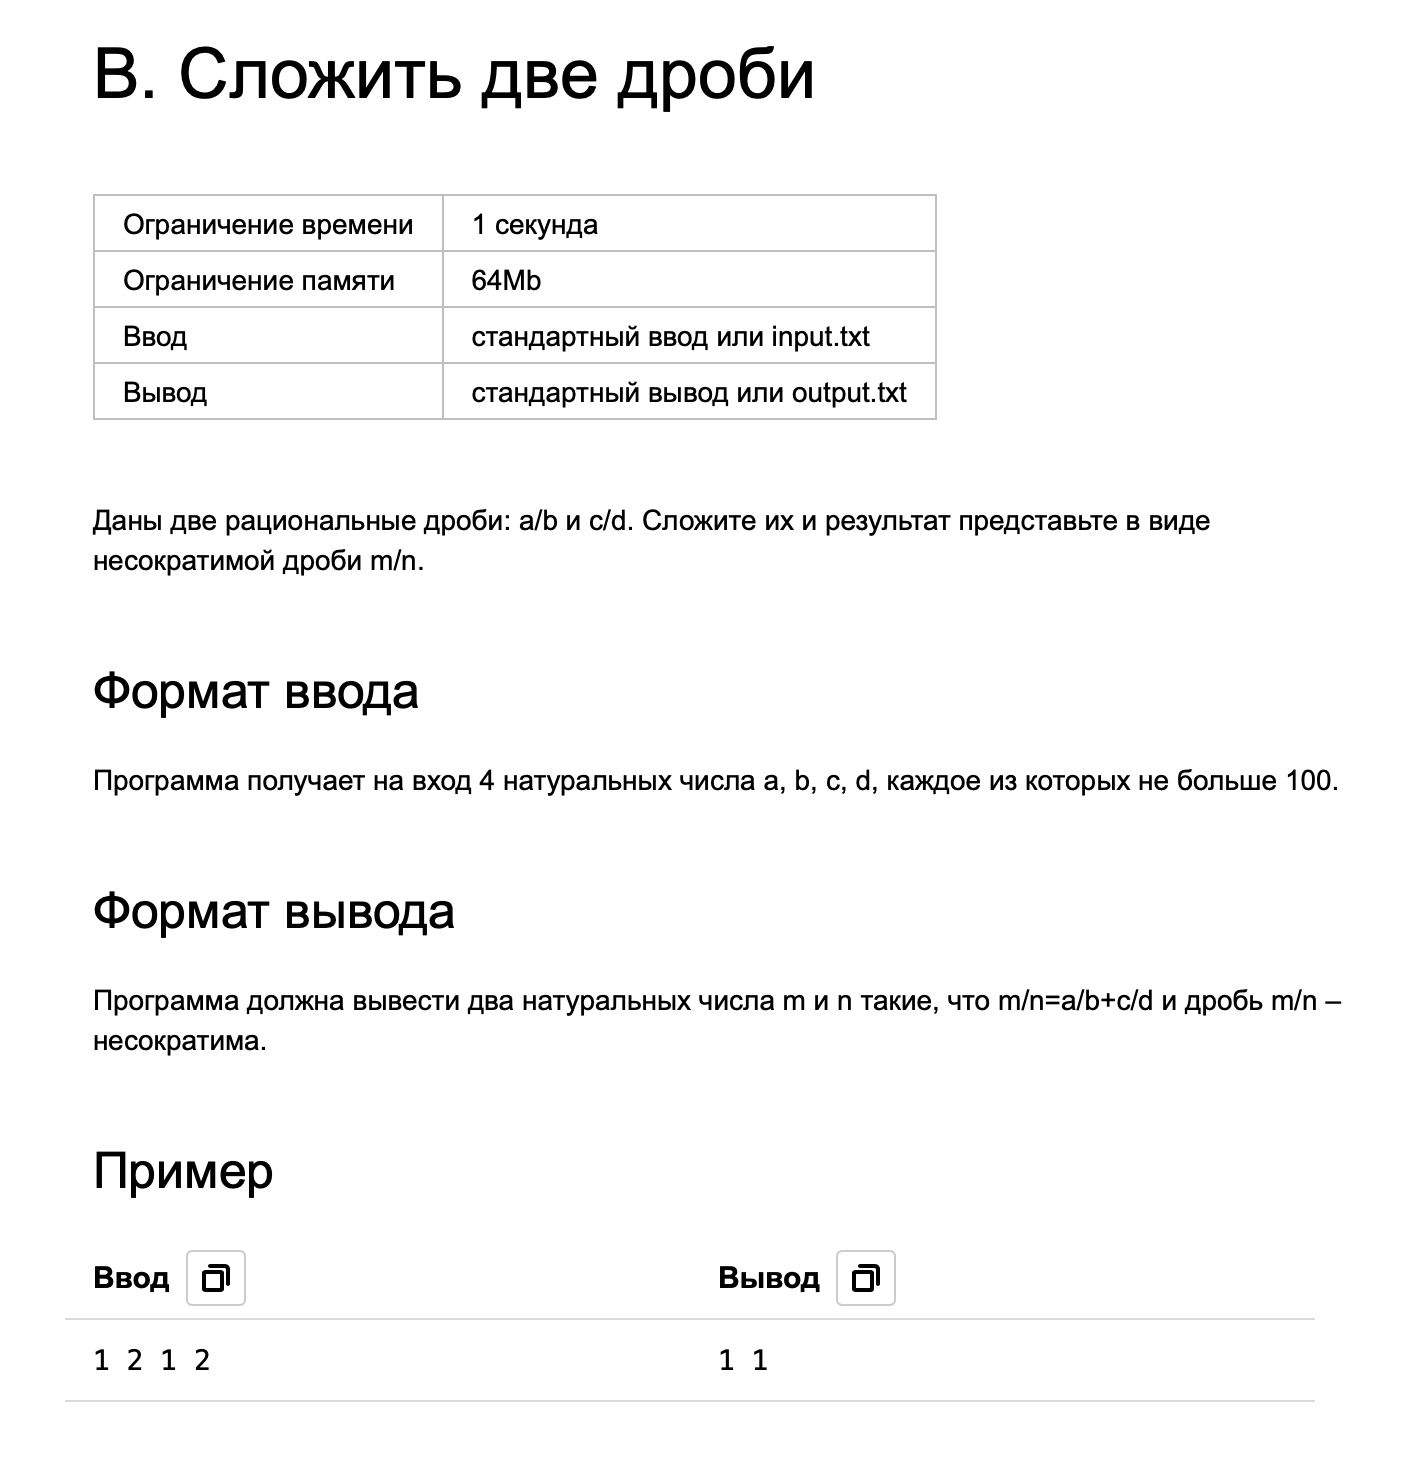 B. Сложить две дроби
Ограничение времени 1 секунда
Ограничение памяти 64Mb
Ввод стандартный ввод или input.txt
Вывод стандартный вывод или output.txt
Даны две рациональные дроби: a/b и c/d. Сложите их и результат представьте в виде
несократимой дроби m/n.
Формат ввода
Программа получает на вход 4 натуральных числа a, b, c, d, каждое из которых не больше 100.
Формат вывода
Программа должна вывести два натуральных числа m и n такие, что m/n=a/b+c/d и дробь m/n –
несократима.
Пример
Ввод Вывод
1 2 1 2 1 1